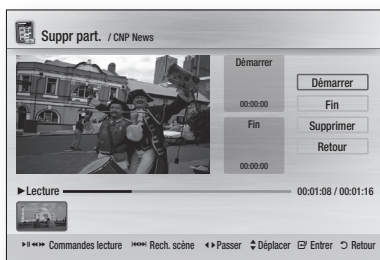 Suppr part. / CNP News
Démarrer
00:00:00
Fin
00:00:00
Démarrer
Fin
Supprimer
Retour
►Lecture 00:01:08 / 00:01:16
Commandes lecture Rech. scène Passer Déplacer Entrer Retour